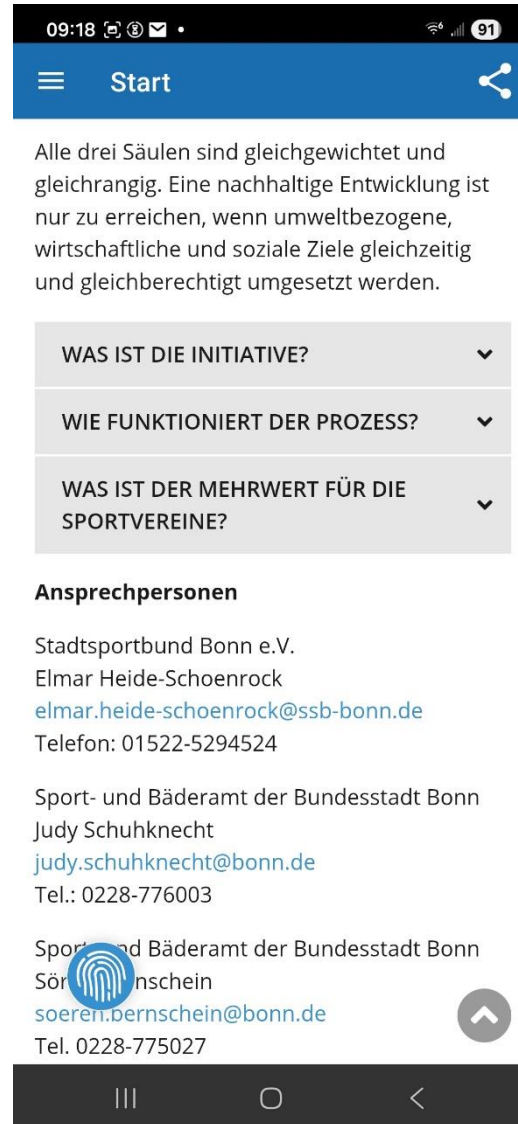 09:18
91
Start
Alle drei Säulen sind gleichgewichtet und
gleichrangig. Eine nachhaltige Entwicklung ist
nur zu erreichen, wenn umweltbezogene,
wirtschaftliche und soziale Ziele gleichzeitig
und gleichberechtigt umgesetzt werden.
WAS IST DIE INITIATIVE?
WIE FUNKTIONIERT DER PROZESS?
WAS IST DER MEHRWERT FÜR DIE
SPORTVEREINE?
Ansprechpersonen
Stadtsportbund Bonn e.V.
Elmar Heide-Schoenrock
elmar.heide-schoenrock@ssb-bonn.de
Telefon: 01522-5294524
Sport- und Bäderamt der Bundesstadt Bonn
Judy Schuhknecht
judy.schuhknecht@bonn.de
Tel.: 0228-776003
Sport- und Bäderamt der Bundesstadt Bonn
soeren.bernschein@bonn.de
Tel. 0228-775027